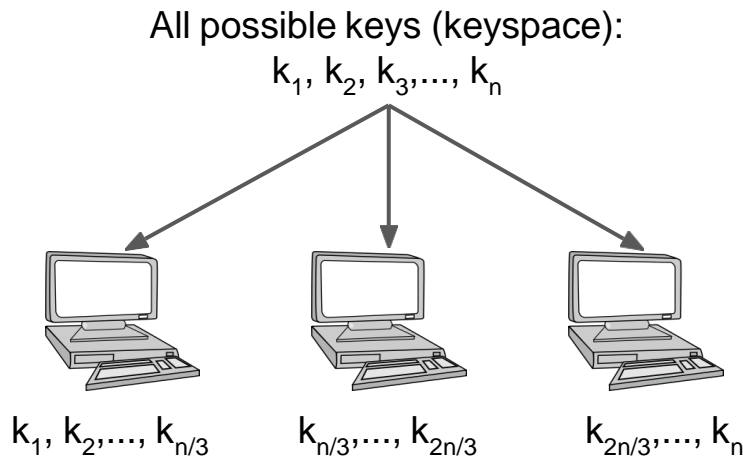 All possible keys (keyspace):
k₁, k₂, k₃,..., kₙ
k₁, k₂,..., kₙ/₃
kₙ/₃,..., k₂ₙ/₃
k₂ₙ/₃,..., kₙ